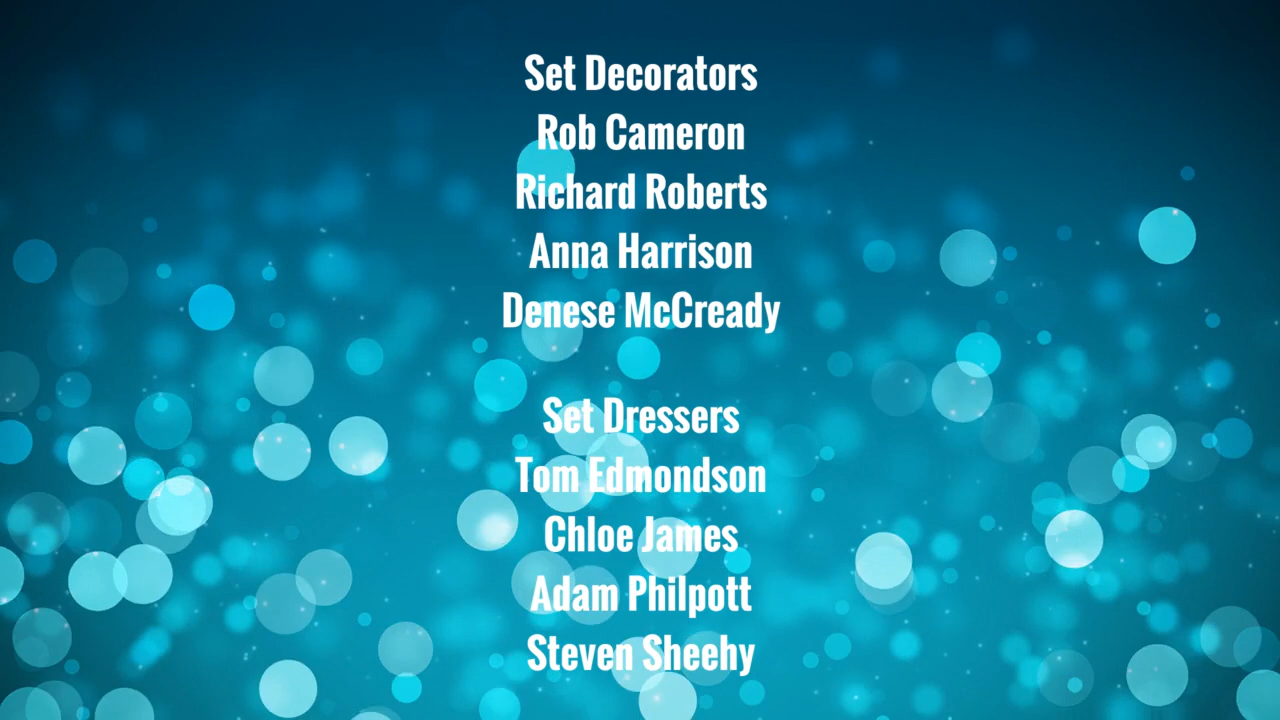 Set Decorators
Rob Cameron
Richard Roberts
Anna Harrison
Denese McCready
Set Dressers
Tom Edmondson
Chloe James
Adam Philpott
Steven Sheehy